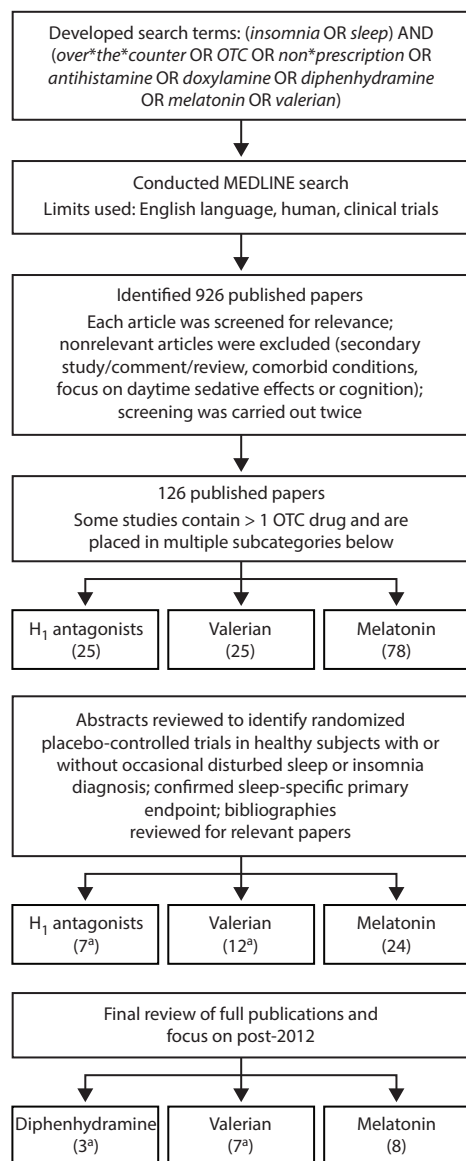 Developed search terms: (insomnia OR sleep) AND
(over*the*counter OR OTC OR non*prescription OR
antihistamine OR doxylamine OR diphenhydramine
OR melatonin OR valerian)
Conducted MEDLINE search
Limits used: English language, human, clinical trials
Identified 926 published papers
Each article was screened for relevance;
nonrelevant articles were excluded (secondary
study/comment/review, comorbid conditions,
focus on daytime sedative effects or cognition);
screening was carried out twice
126 published papers
Some studies contain > 1 OTC drug and are
placed in multiple subcategories below
H₁ antagonists
(25)
Valerian
(25)
Melatonin
(78)
Abstracts reviewed to identify randomized
placebo-controlled trials in healthy subjects with or
without occasional disturbed sleep or insomnia
diagnosis; confirmed sleep-specific primary
endpoint; bibliographies
reviewed for relevant papers
H₁ antagonists
(7ᵃ)
Valerian
(12ᵃ)
Melatonin
(24)
Final review of full publications and
focus on post-2012
Diphenhydramine
(3ᵃ)
Valerian
(7ᵃ)
Melatonin
(8)